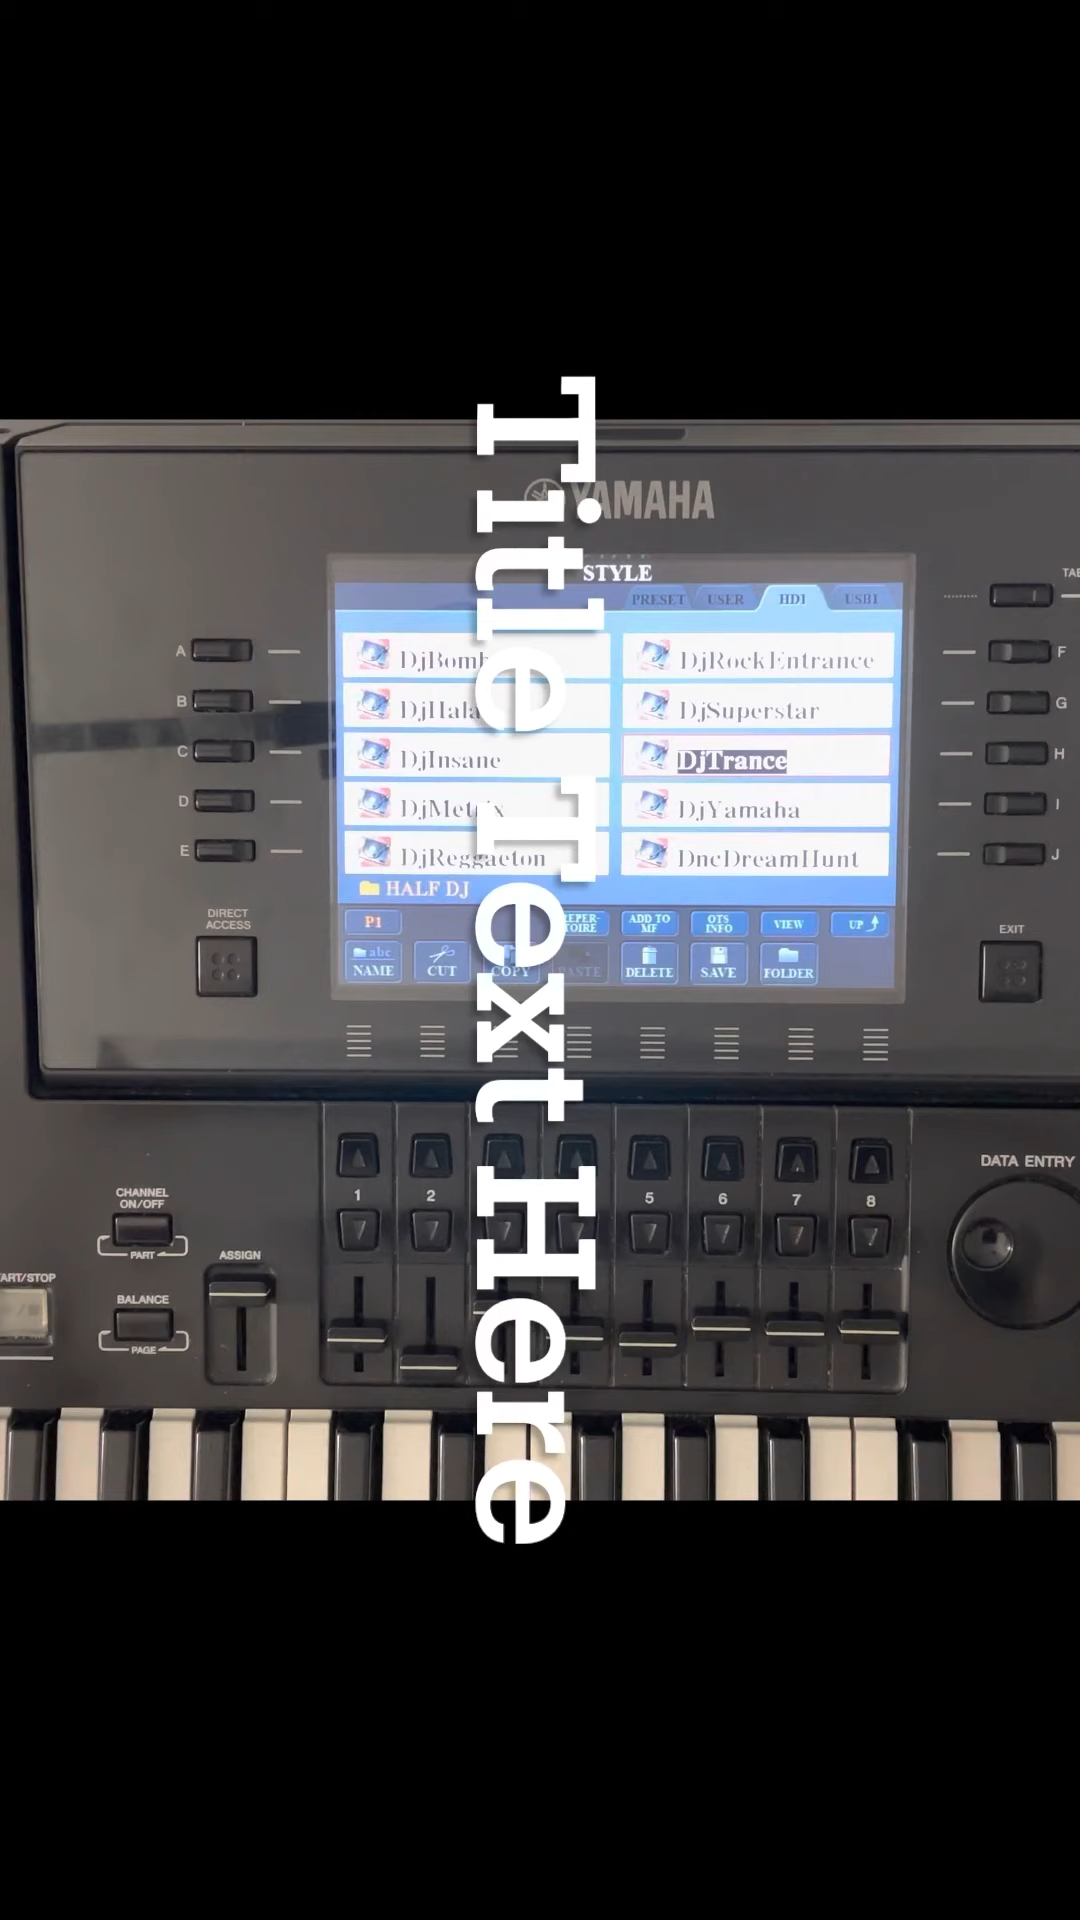 Title Text Here
YAMAHA
STYLE
PRESET USER HD1 USB1
DjRockEntrance
DjSuperstar
DjInsane DjTrance
DjYamaha
DjReggaeton DncDreamHunt
HALF DJ
P1 ADD TO MF OTS INFO VIEW UP
abc
NAME CUT COPY PASTE DELETE SAVE FOLDER
A
B
C
D
E
F
G
H
I
J
DIRECT ACCESS
EXIT
1 2 5 6 7 8
CHANNEL ON/OFF
PART
BALANCE
PAGE
ASSIGN
DATA ENTRY